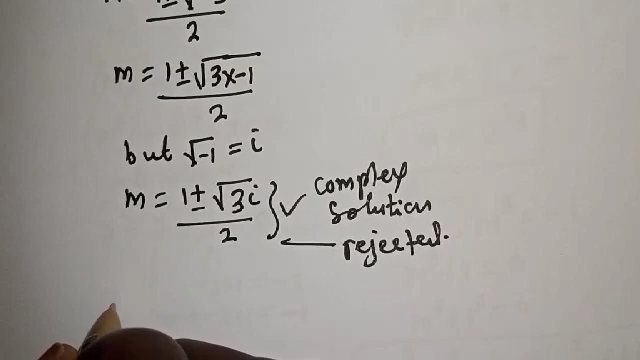 2
m = 1±√3x-1
2
but √-1 = i
m = 1±√3i
2
complex
solution
rejected.